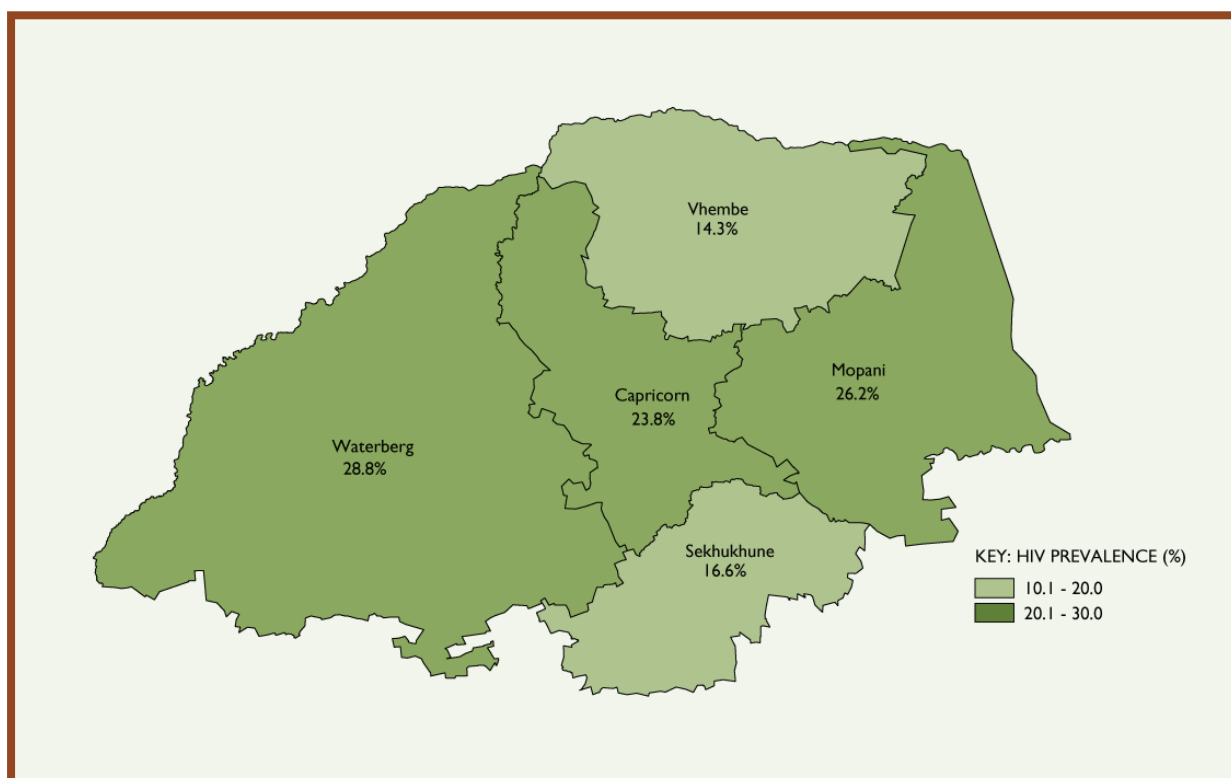 Vhembe
14.3%
Mopani
26.2%
Capricorn
23.8%
Waterberg
28.8%
Sekhukhune
16.6%
KEY: HIV PREVALENCE (%)
10.1 - 20.0
20.1 - 30.0